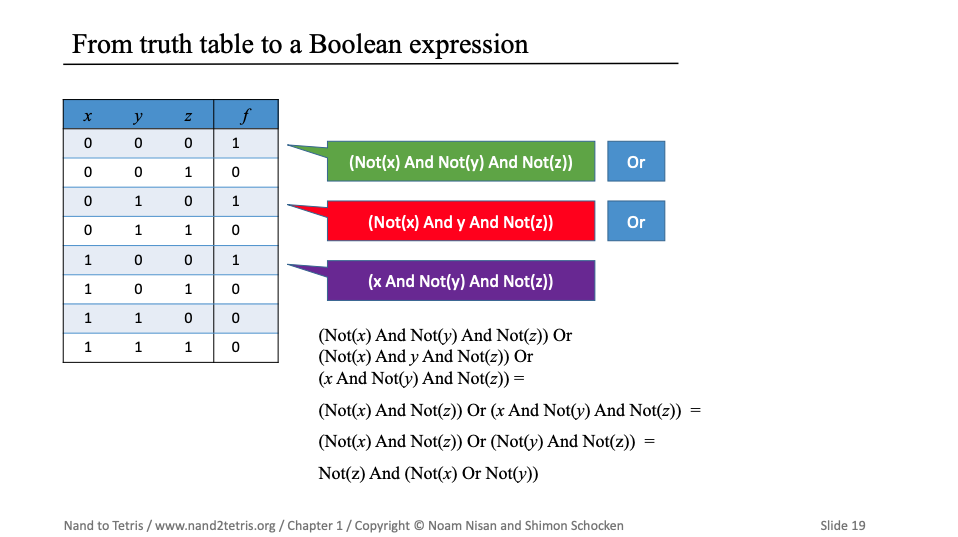 From truth table to a Boolean expression
x y z f
0 0 0 1
0 0 1 0
0 1 0 1
0 1 1 0
1 0 0 1
1 0 1 0
1 1 0 0
1 1 1 0
(Not(x) And Not(y) And Not(z)) Or
(Not(x) And y And Not(z)) Or
(x And Not(y) And Not(z))
(Not(x) And Not(y) And Not(z)) Or
(Not(x) And y And Not(z)) Or
(x And Not(y) And Not(z)) =
(Not(x) And Not(z)) Or (x And Not(y) And Not(z)) =
(Not(x) And Not(z)) Or (Not(y) And Not(z)) =
Not(z) And (Not(x) Or Not(y))
Nand to Tetris / www.nand2tetris.org / Chapter 1 / Copyright © Noam Nisan and Shimon Schocken
Slide 19